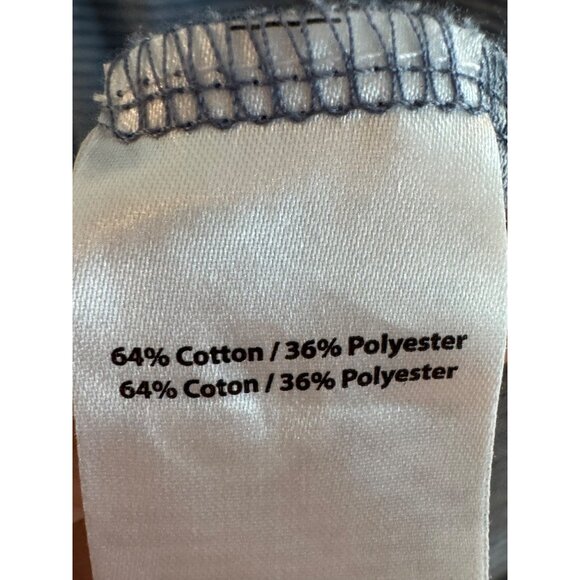 64% Cotton / 36% Polyester
64% Coton / 36% Polyester